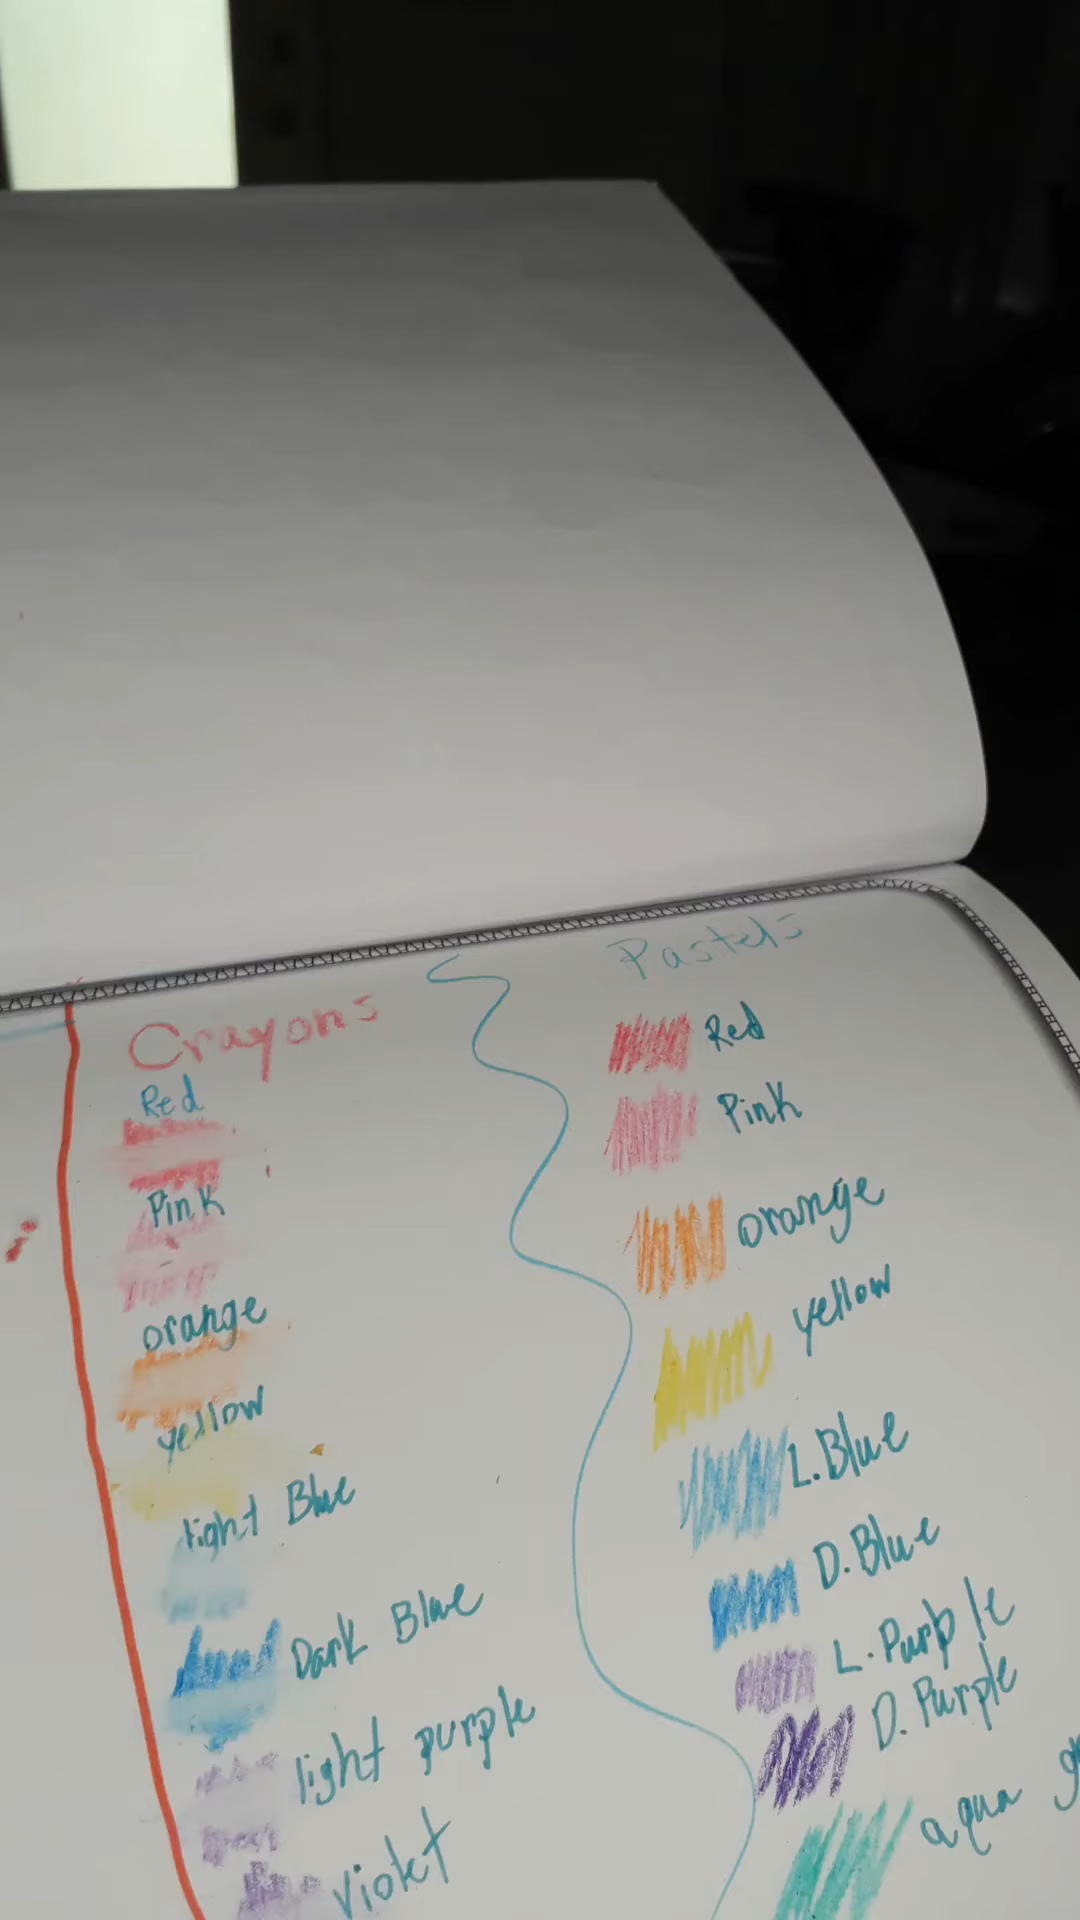 Crayons
Red
Pink
orange
yellow
light Blue
Dark Blue
light purple
violet
Pastels
Red
Pink
orange
yellow
L.Blue
D.Blue
L.Purple
D.Purple
aqua